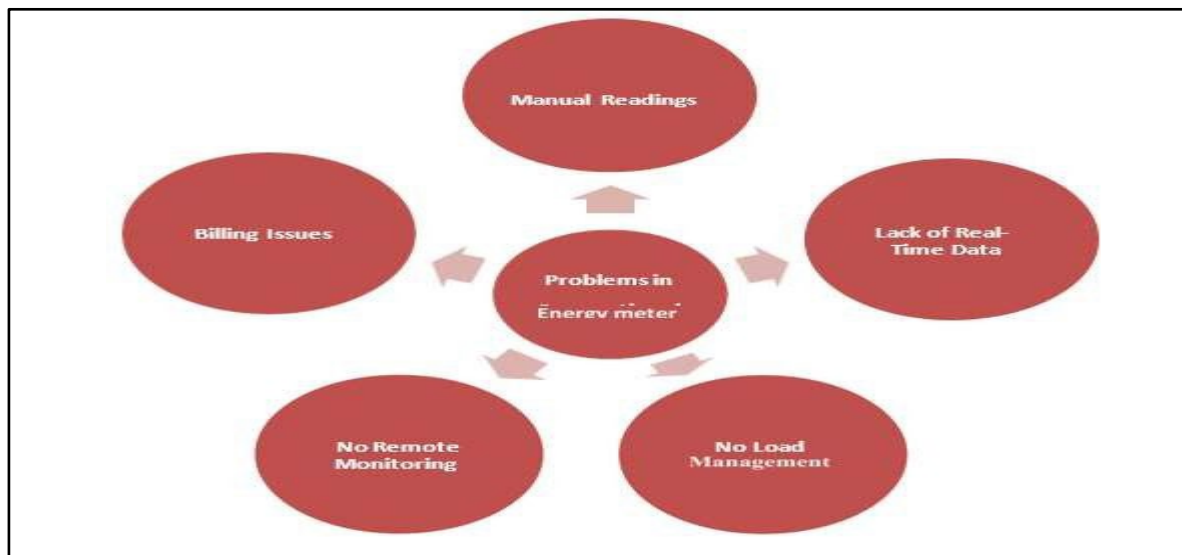 Manual Readings
Billing Issues
Lack of Real-
Time Data
Problems in
Energy meter
No Remote
Monitoring
No Load
Management